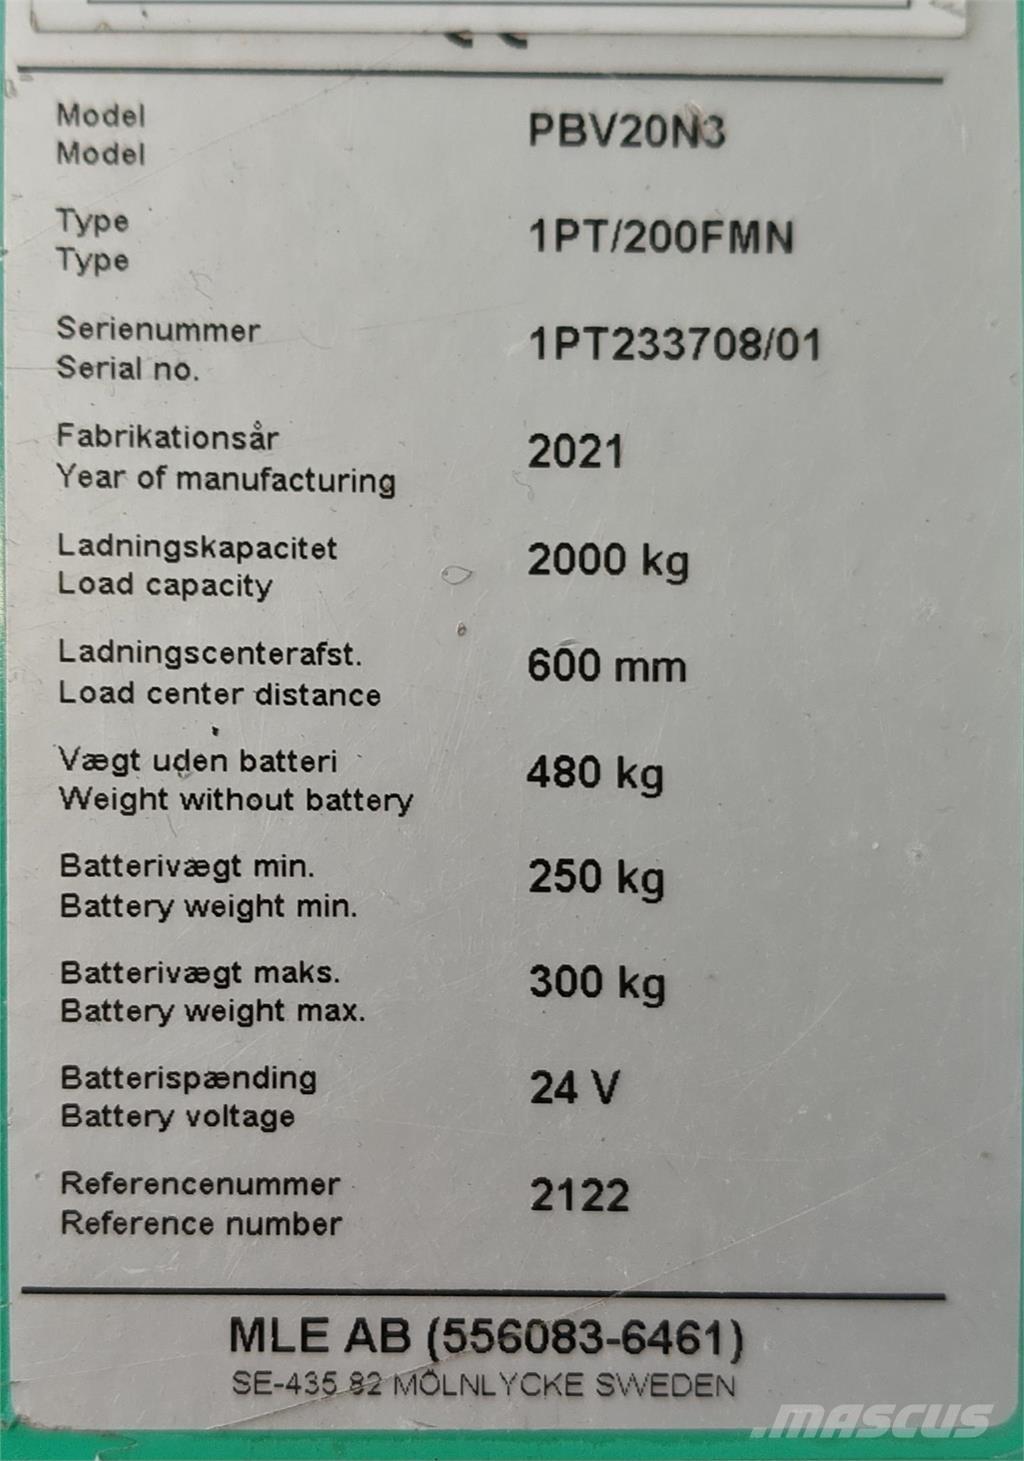 Model
Model
PBV20N3
Type
Type
1PT/200FMN
Serienummer
Serial no.
1PT233708/01
Fabrikationsår
Year of manufacturing
2021
Ladningskapacitet
Load capacity
2000 kg
Ladningscenterafst.
Load center distance
600 mm
Vægt uden batteri
Weight without battery
480 kg
Batterivægt min.
Battery weight min.
250 kg
Batterivægt maks.
Battery weight max.
300 kg
Batterispænding
Battery voltage
24 V
Referencenummer
Reference number
2122
MLE AB (556083-6461)
SE-435 82 MÖLNLYCKE SWEDEN
MASCUS